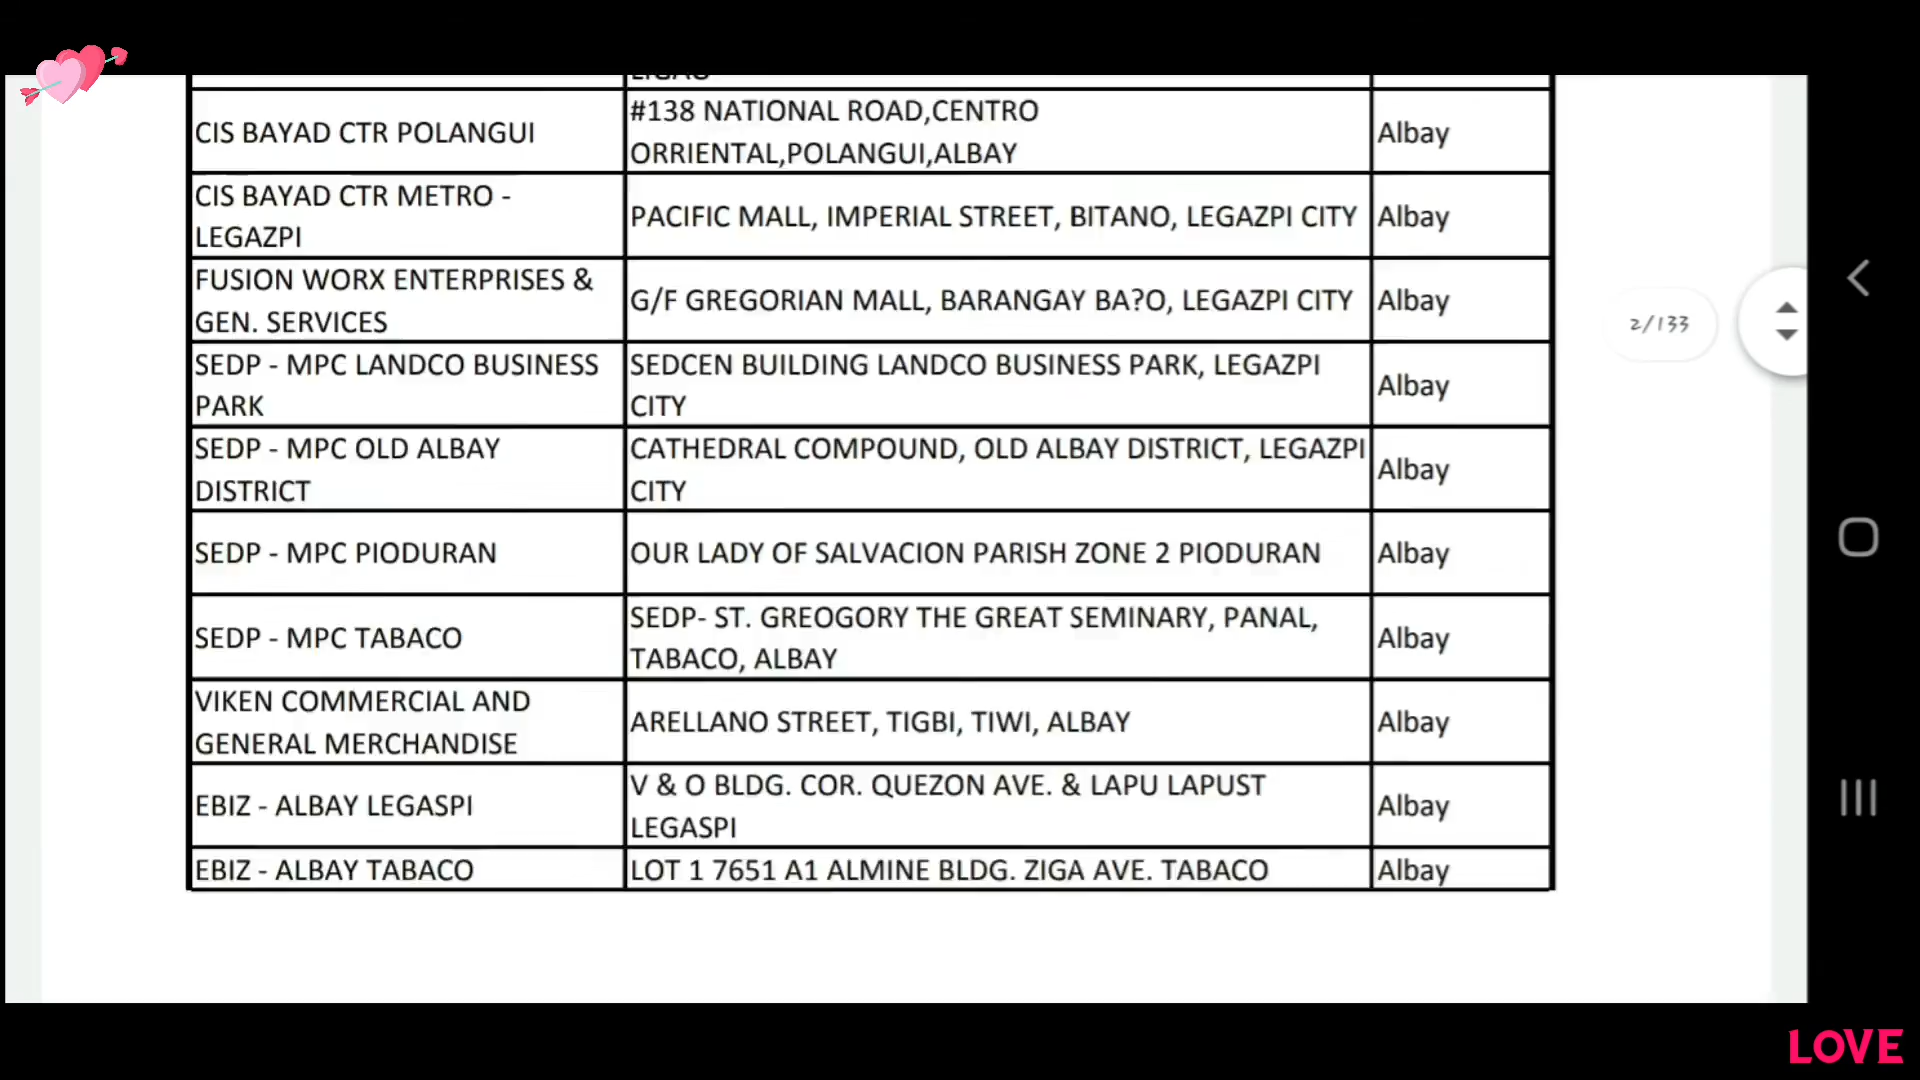 LIGAO
CIS BAYAD CTR POLANGUI
#138 NATIONAL ROAD,CENTRO
ORRIENTAL,POLANGUI,ALBAY
Albay
CIS BAYAD CTR METRO -
LEGAZPI
PACIFIC MALL, IMPERIAL STREET, BITANO, LEGAZPI CITY
Albay
FUSION WORX ENTERPRISES &
GEN. SERVICES
G/F GREGORIAN MALL, BARANGAY BA?O, LEGAZPI CITY
Albay
SEDP - MPC LANDCO BUSINESS
PARK
SEDCEN BUILDING LANDCO BUSINESS PARK, LEGAZPI
CITY
Albay
SEDP - MPC OLD ALBAY
DISTRICT
CATHEDRAL COMPOUND, OLD ALBAY DISTRICT, LEGAZPI
CITY
Albay
SEDP - MPC PIODURAN
OUR LADY OF SALVACION PARISH ZONE 2 PIODURAN
Albay
SEDP - MPC TABACO
SEDP- ST. GREOGORY THE GREAT SEMINARY, PANAL,
TABACO, ALBAY
Albay
VIKEN COMMERCIAL AND
GENERAL MERCHANDISE
ARELLANO STREET, TIGBI, TIWI, ALBAY
Albay
EBIZ - ALBAY LEGASPI
V & O BLDG. COR. QUEZON AVE. & LAPU LAPUST
LEGASPI
Albay
EBIZ - ALBAY TABACO
LOT 1 7651 A1 ALMINE BLDG. ZIGA AVE. TABACO
Albay
2/133
LOVE